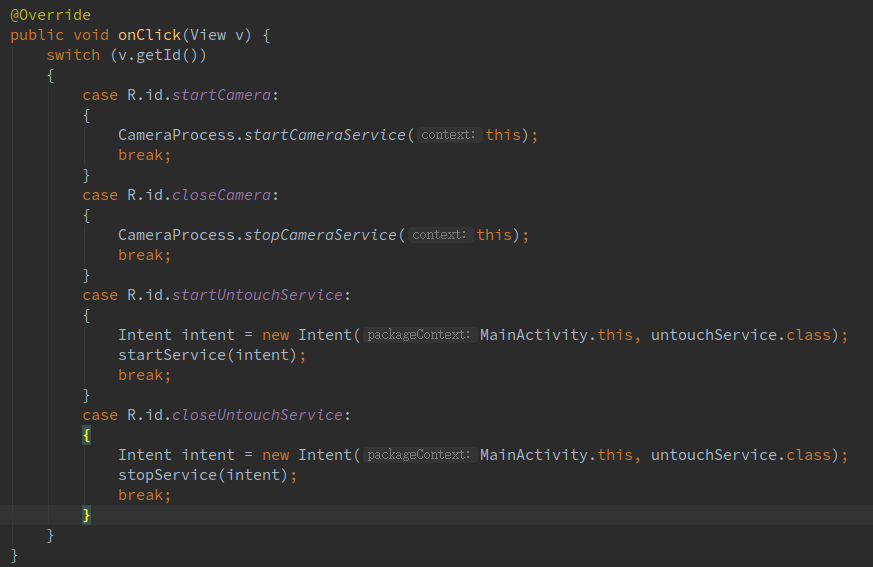 @Override
public void onClick(View v) {
    switch (v.getId())
    {
        case R.id.startCamera:
        {
            CameraProcess.startCameraService( context: this);
            break;
        }
        case R.id.closeCamera:
        {
            CameraProcess.stopCameraService( context: this);
            break;
        }
        case R.id.startUntouchService:
        {
            Intent intent = new Intent( packageContext: MainActivity.this, untouchService.class);
            startService(intent);
            break;
        }
        case R.id.closeUntouchService:
        {
            Intent intent = new Intent( packageContext: MainActivity.this, untouchService.class);
            stopService(intent);
            break;
        }
    }
}